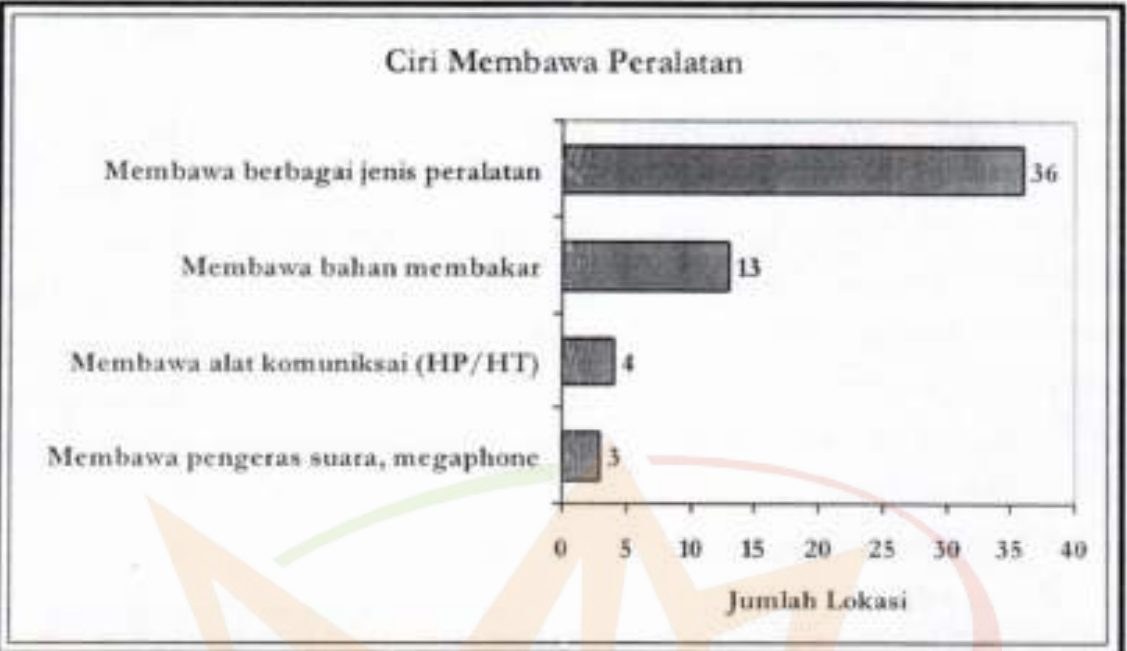 Ciri Membawa Peralatan
Membawa berbagai jenis peralatan 36
Membawa bahan membakar 13
Membawa alat komuniksai (HP/HT) 4
Membawa pengeras suara, megaphone 3
0 5 10 15 20 25 30 35 40
Jumlah Lokasi